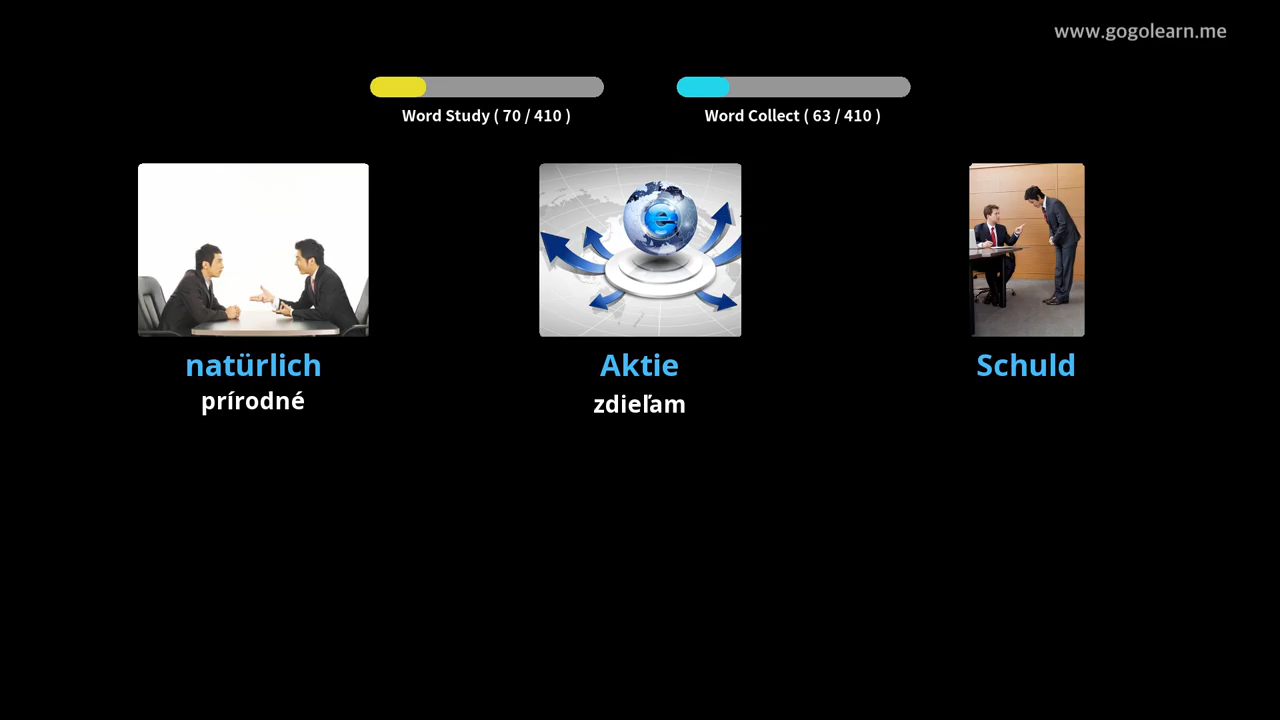 www.gogolearn.me
Word Study ( 70 / 410 )
Word Collect ( 63 / 410 )
natürlich
prírodné
Aktie
zdieľam
Schuld